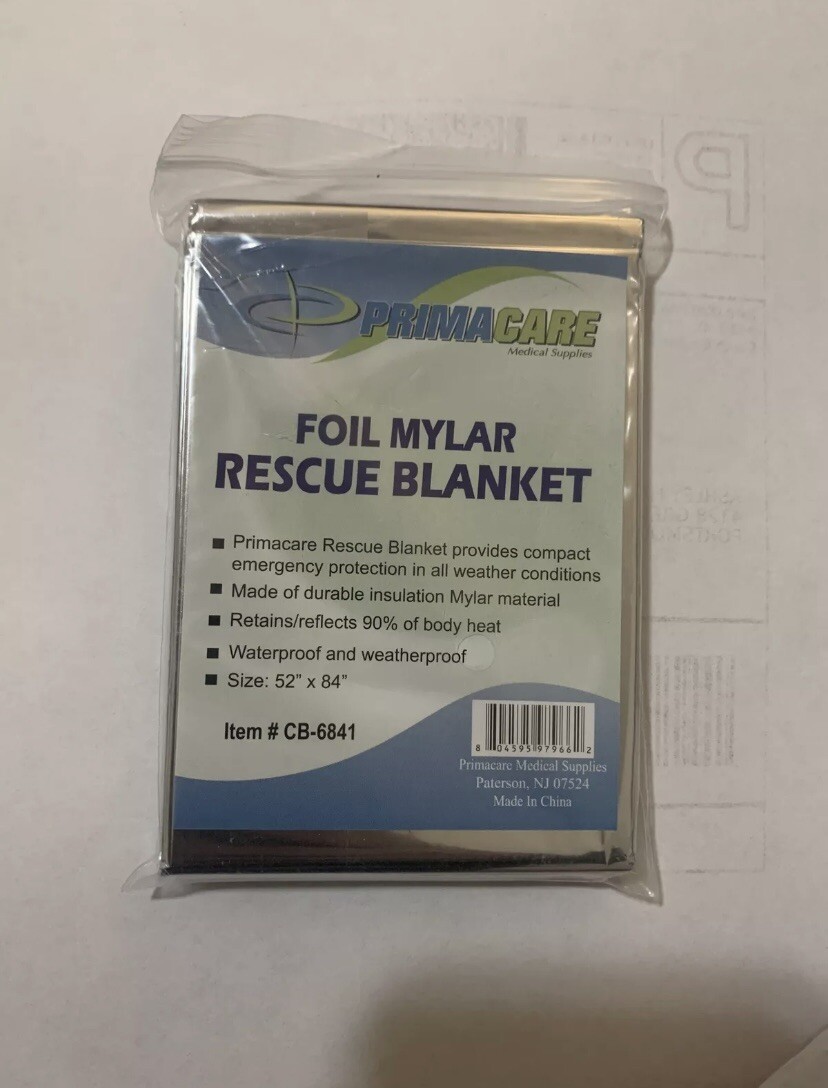 PRIMACARE
Medical Supplies
FOIL MYLAR
RESCUE BLANKET
Primacare Rescue Blanket provides compact
emergency protection in all weather conditions
Made of durable insulation Mylar material
Retains/reflects 90% of body heat
Waterproof and weatherproof
Size: 52" x 84"
Item # CB-6841
8 04595 97966 2
Primacare Medical Supplies
Paterson, NJ 07524
Made In China
P